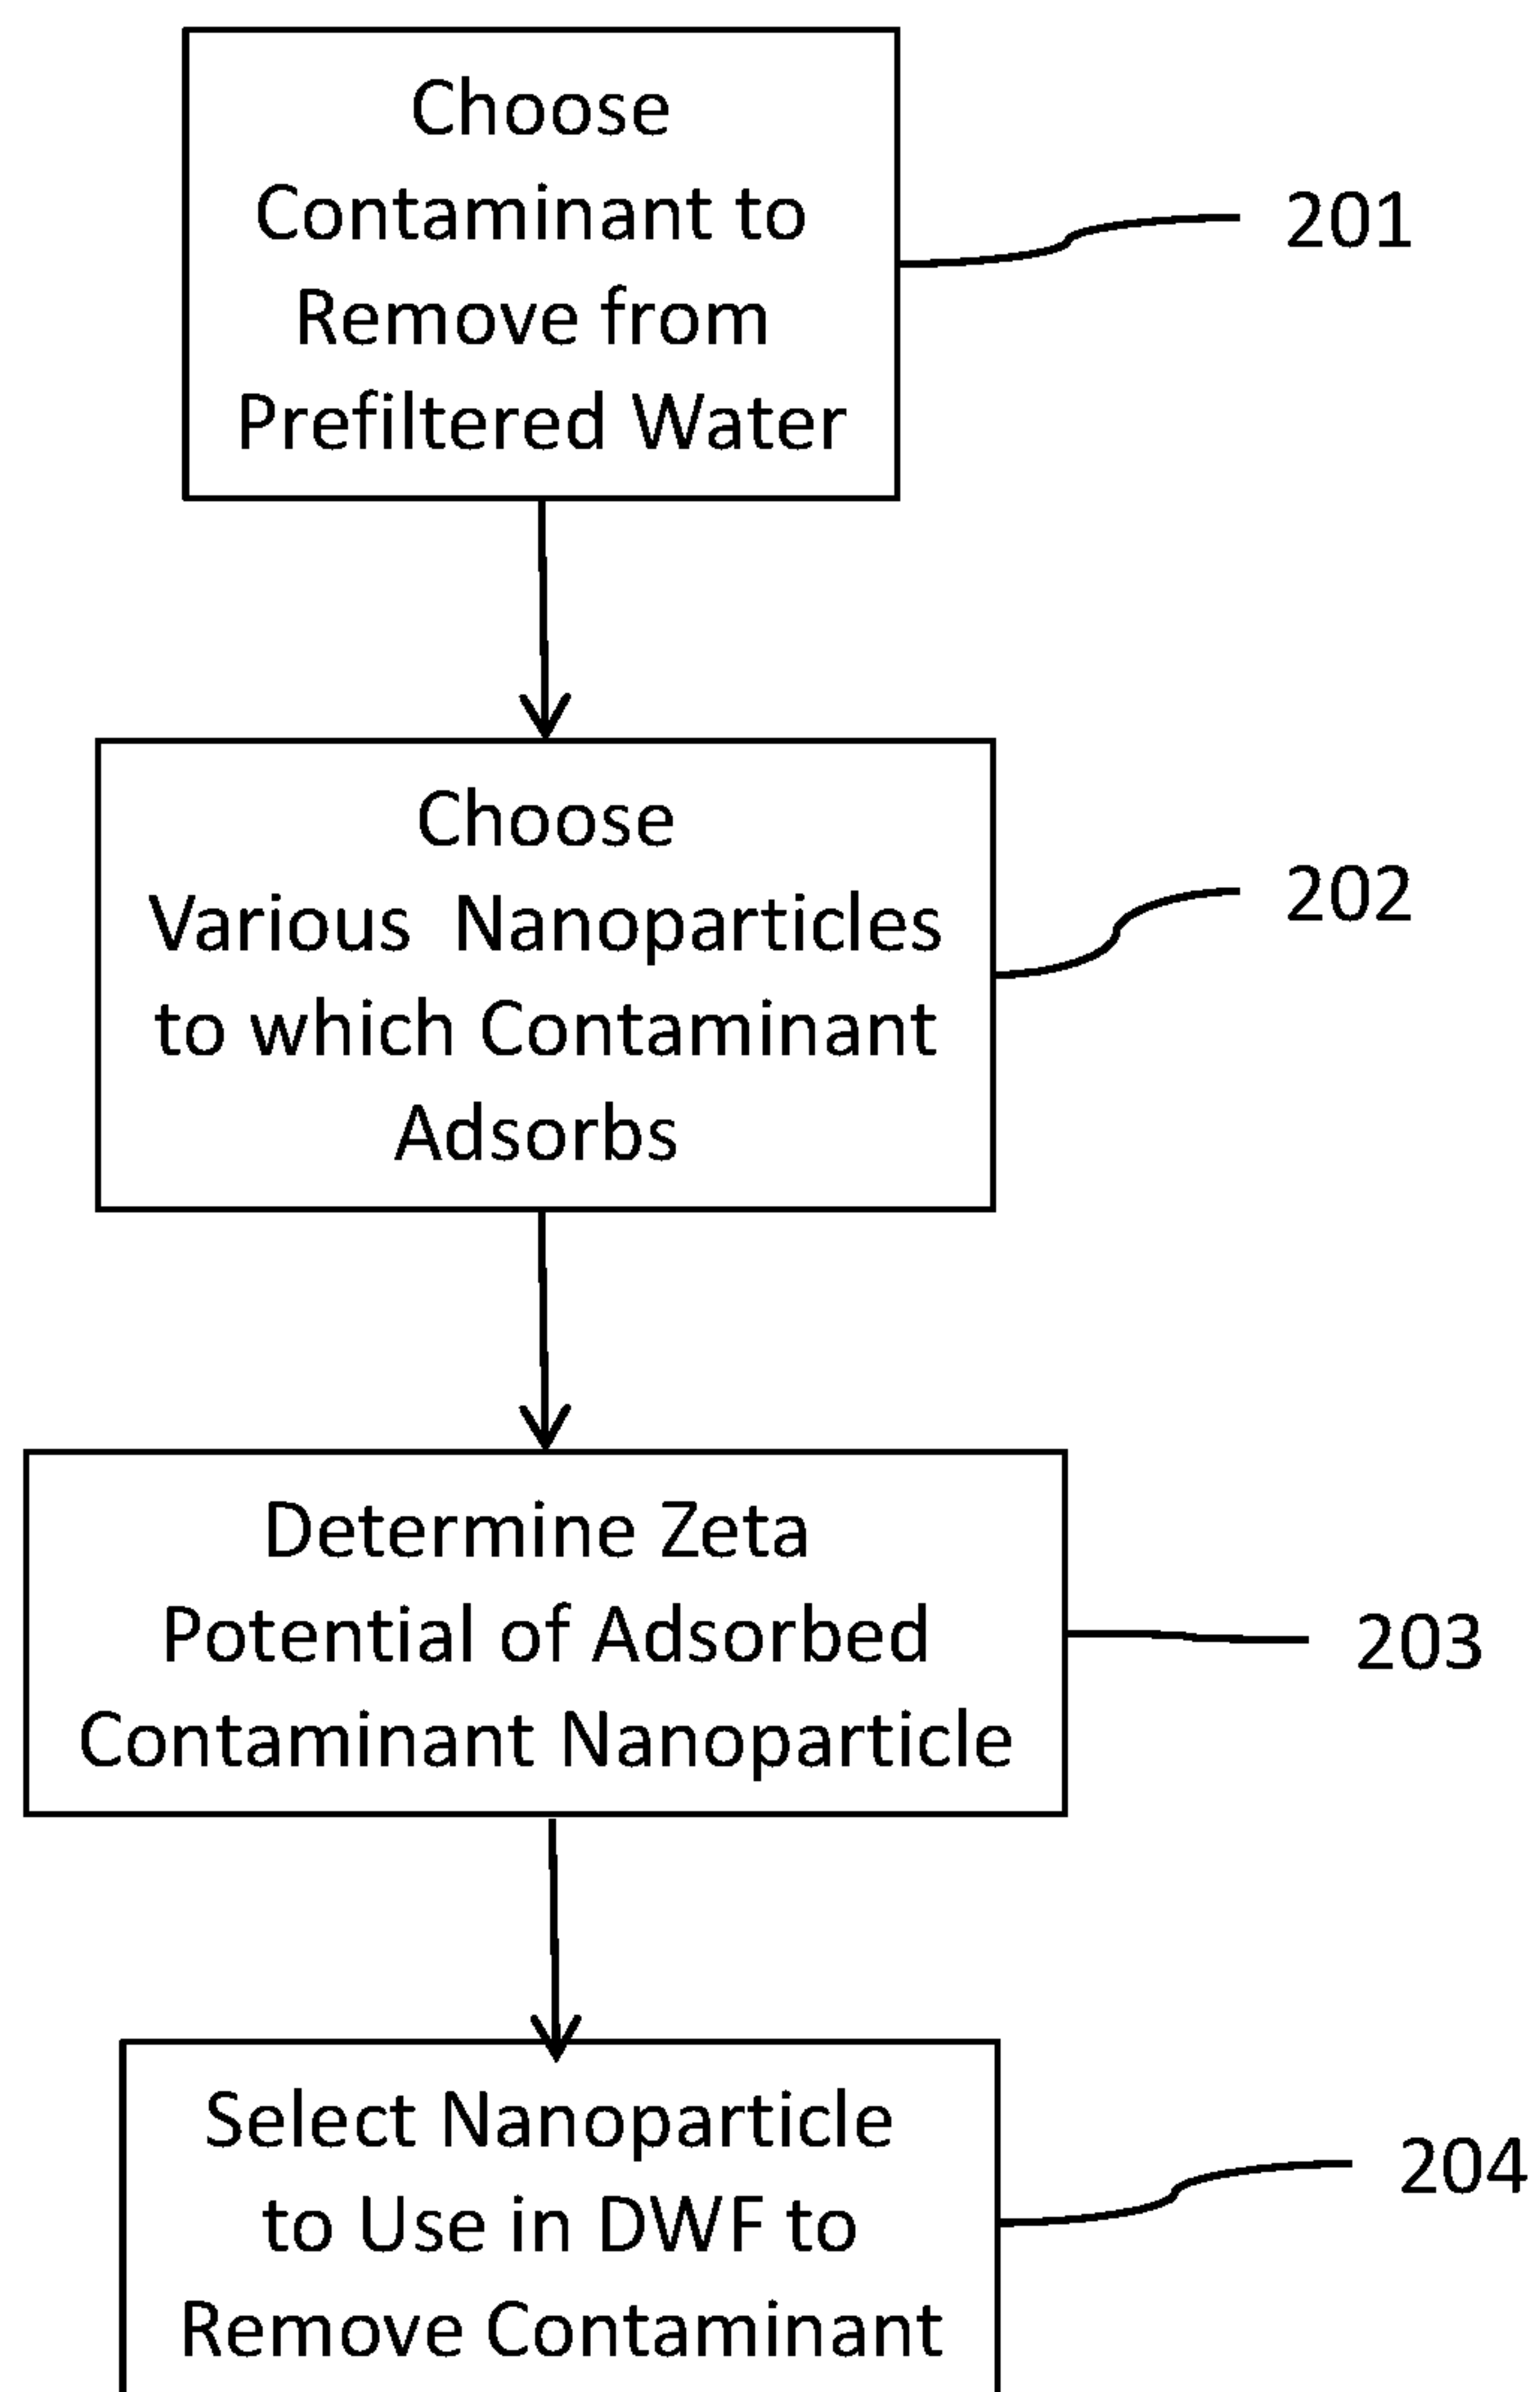 Choose
Contaminant to
Remove from
Prefiltered Water
201
Choose
Various Nanoparticles
to which Contaminant
Adsorbs
202
Determine Zeta
Potential of Adsorbed
Contaminant Nanoparticle
203
Select Nanoparticle
to Use in DWF to
Remove Contaminant
204